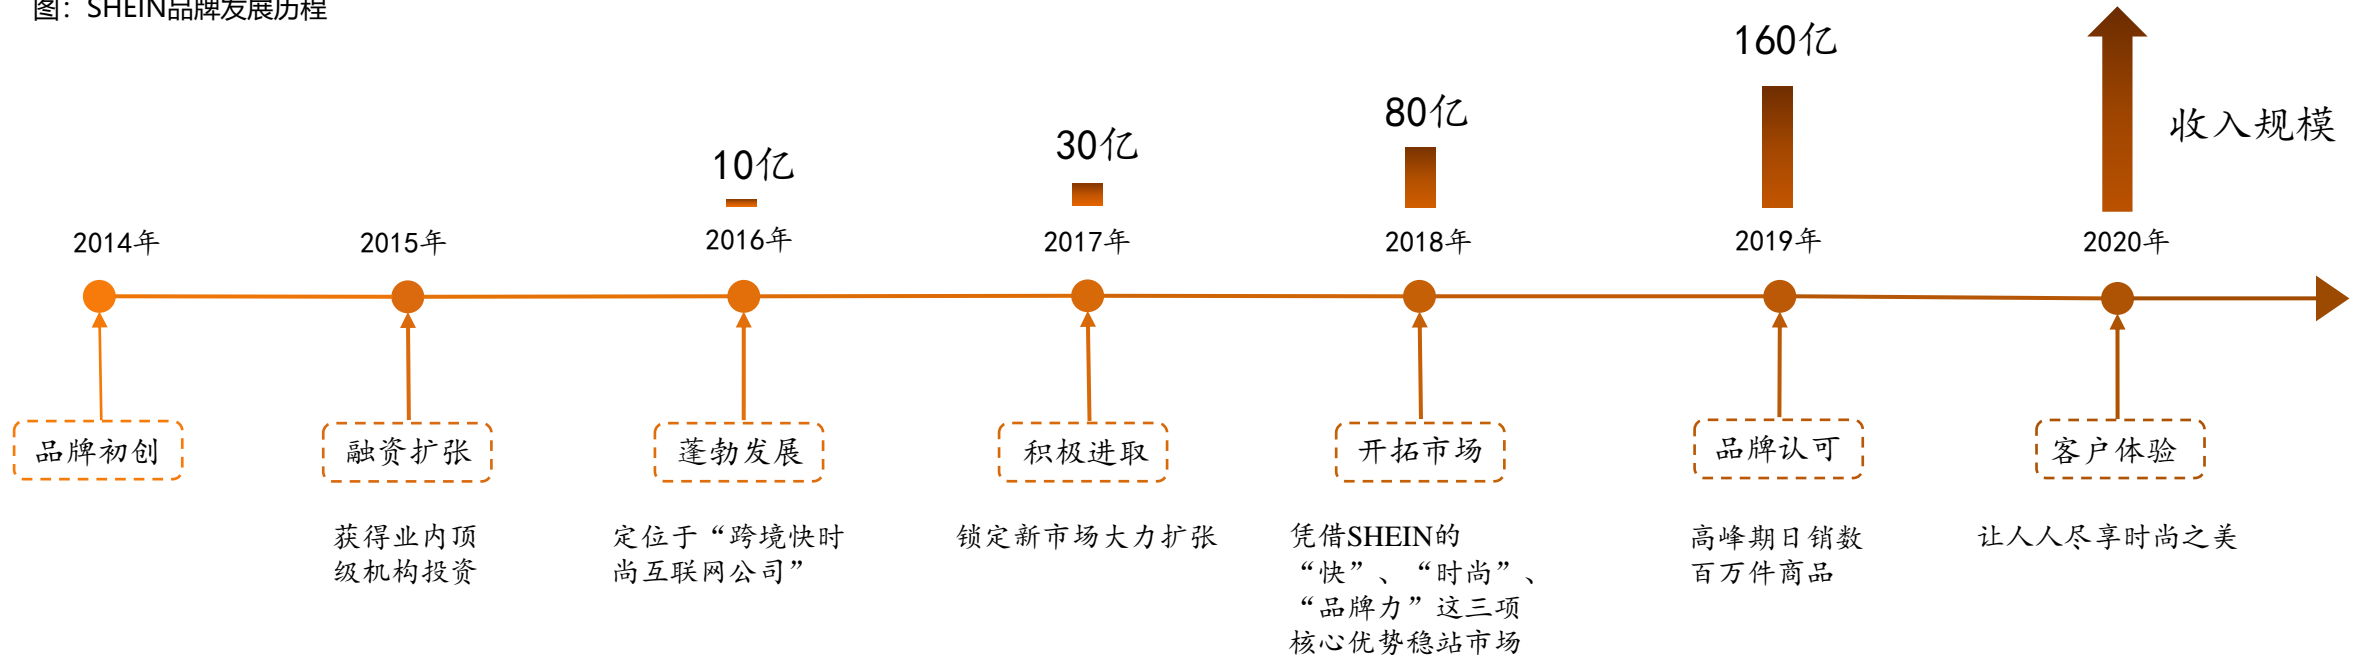 图：SHEIN品牌发展历程
10亿
30亿
80亿
160亿
收入规模
2014年
2015年
2016年
2017年
2018年
2019年
2020年
品牌初创
融资扩张
蓬勃发展
积极进取
开拓市场
品牌认可
客户体验
获得业内顶
级机构投资
定位于“跨境快时
尚互联网公司”
锁定新市场大力扩张
凭借SHEIN的
“快”、“时尚”、
“品牌力”这三项
核心优势稳站市场
高峰期日销数
百万件商品
让人人尽享时尚之美